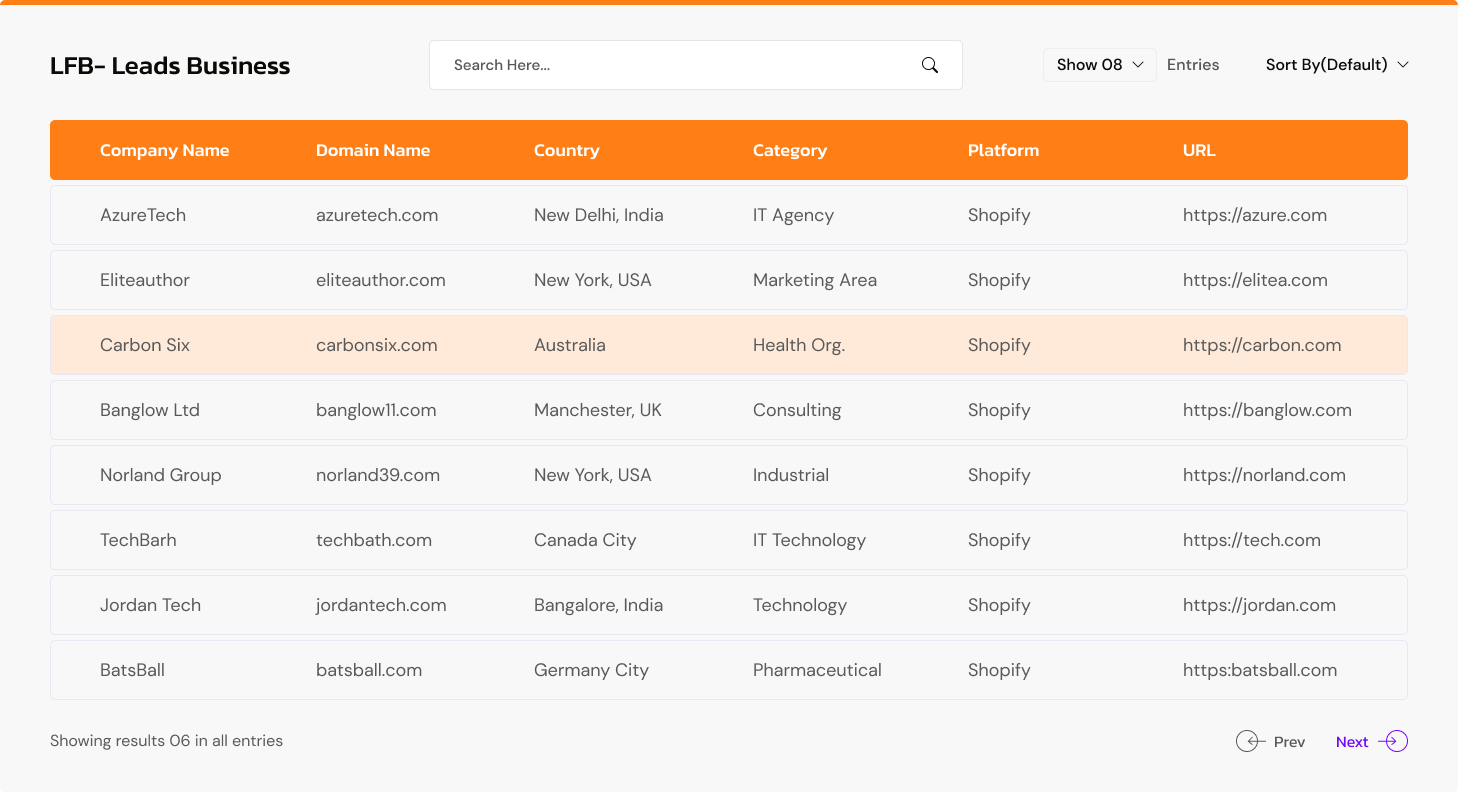 LFB- Leads Business
Search Here...
Show 08 Entries
Sort By(Default)
Company Name Domain Name Country Category Platform URL
AzureTech azuretech.com New Delhi, India IT Agency Shopify https://azure.com
Eliteauthor eliteauthor.com New York, USA Marketing Area Shopify https://elitea.com
Carbon Six carbonsix.com Australia Health Org. Shopify https://carbon.com
Banglow Ltd banglow11.com Manchester, UK Consulting Shopify https://banglow.com
Norland Group norland39.com New York, USA Industrial Shopify https://norland.com
TechBarh techbath.com Canada City IT Technology Shopify https://tech.com
Jordan Tech jordantech.com Bangalore, India Technology Shopify https://jordan.com
BatsBall batsball.com Germany City Pharmaceutical Shopify https:batsball.com
Showing results 06 in all entries
Prev Next